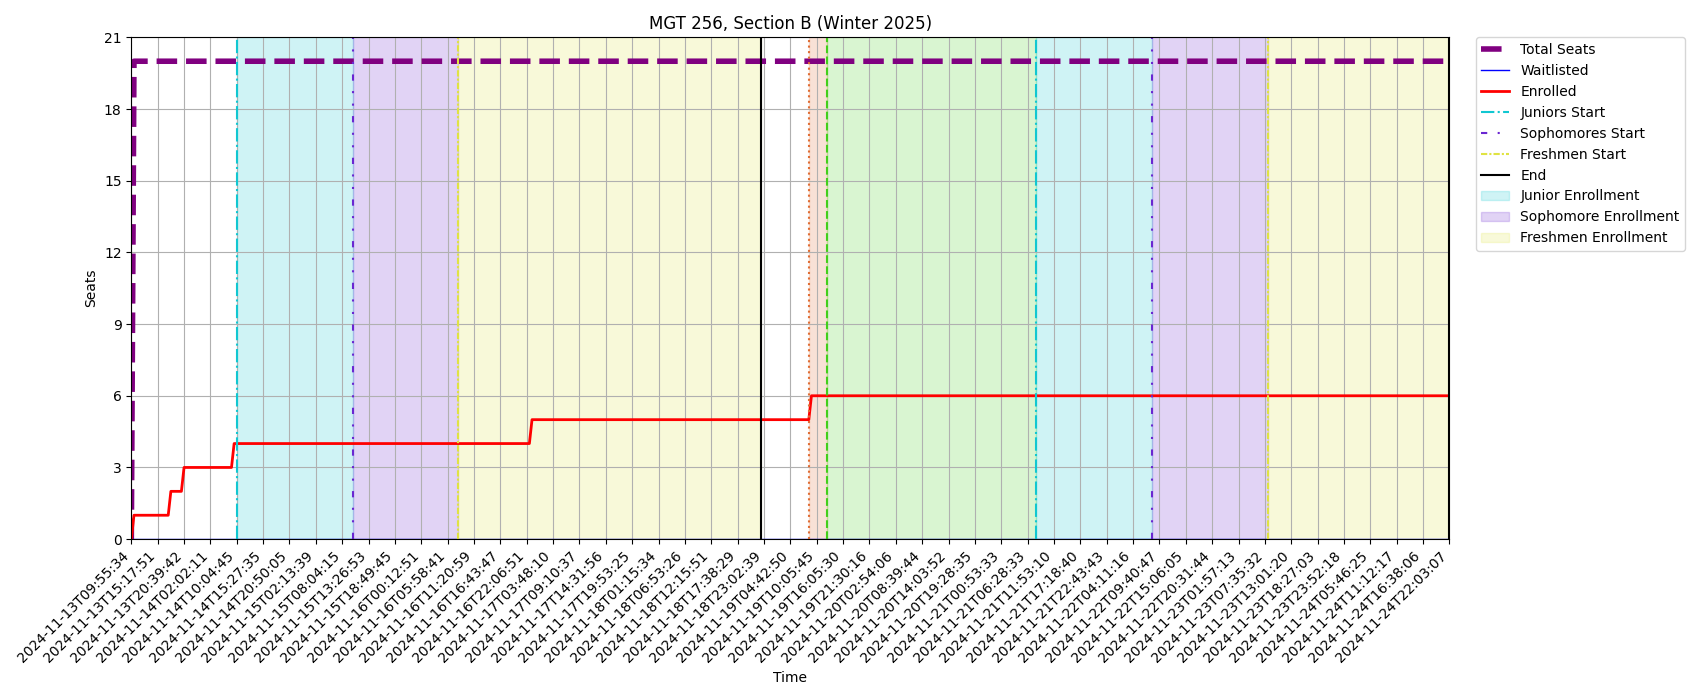 MGT 256, Section B (Winter 2025)
21
18
15
12
9
6
3
0
Seats
2024-11-13T09:55:34
2024-11-13T15:17:51
2024-11-13T20:39:42
2024-11-14T02:02:11
2024-11-14T10:04:45
2024-11-14T15:27:35
2024-11-14T20:50:05
2024-11-15T02:13:39
2024-11-15T08:04:15
2024-11-15T13:26:53
2024-11-15T18:49:45
2024-11-16T00:12:51
2024-11-16T05:58:41
2024-11-16T11:20:59
2024-11-16T16:43:47
2024-11-16T22:06:51
2024-11-17T03:48:10
2024-11-17T09:10:37
2024-11-17T14:31:56
2024-11-17T19:53:25
2024-11-18T01:15:34
2024-11-18T06:53:26
2024-11-18T12:15:51
2024-11-18T17:38:29
2024-11-18T23:02:39
2024-11-19T04:42:50
2024-11-19T10:05:45
2024-11-19T16:05:30
2024-11-19T21:30:16
2024-11-20T02:54:06
2024-11-20T08:39:44
2024-11-20T14:03:52
2024-11-20T19:28:35
2024-11-21T00:53:33
2024-11-21T06:28:33
2024-11-21T11:53:10
2024-11-21T17:18:40
2024-11-21T22:43:43
2024-11-22T04:11:16
2024-11-22T09:40:47
2024-11-22T15:06:05
2024-11-22T20:31:44
2024-11-23T01:57:13
2024-11-23T07:35:32
2024-11-23T13:01:20
2024-11-23T18:27:03
2024-11-23T23:52:18
2024-11-24T05:46:25
2024-11-24T11:12:17
2024-11-24T16:38:06
2024-11-24T22:03:07
Time
Total Seats
Waitlisted
Enrolled
Juniors Start
Sophomores Start
Freshmen Start
End
Junior Enrollment
Sophomore Enrollment
Freshmen Enrollment